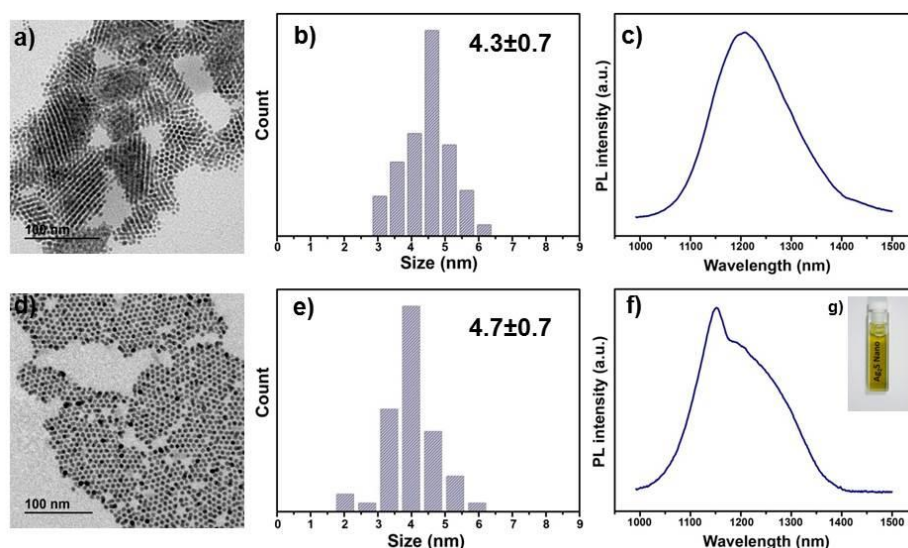 a)
100 nm
b)
4.3±0.7
Count
0 1 2 3 4 5 6 7 8 9
Size (nm)
c)
PL intensity (a.u.)
1000 1100 1200 1300 1400 1500
Wavelength (nm)
d)
100 nm
e)
4.7±0.7
Count
0 1 2 3 4 5 6 7 8 9
Size (nm)
f)
PL intensity (a.u.)
1000 1100 1200 1300 1400 1500
Wavelength (nm)
g)
Ag₂S Nano